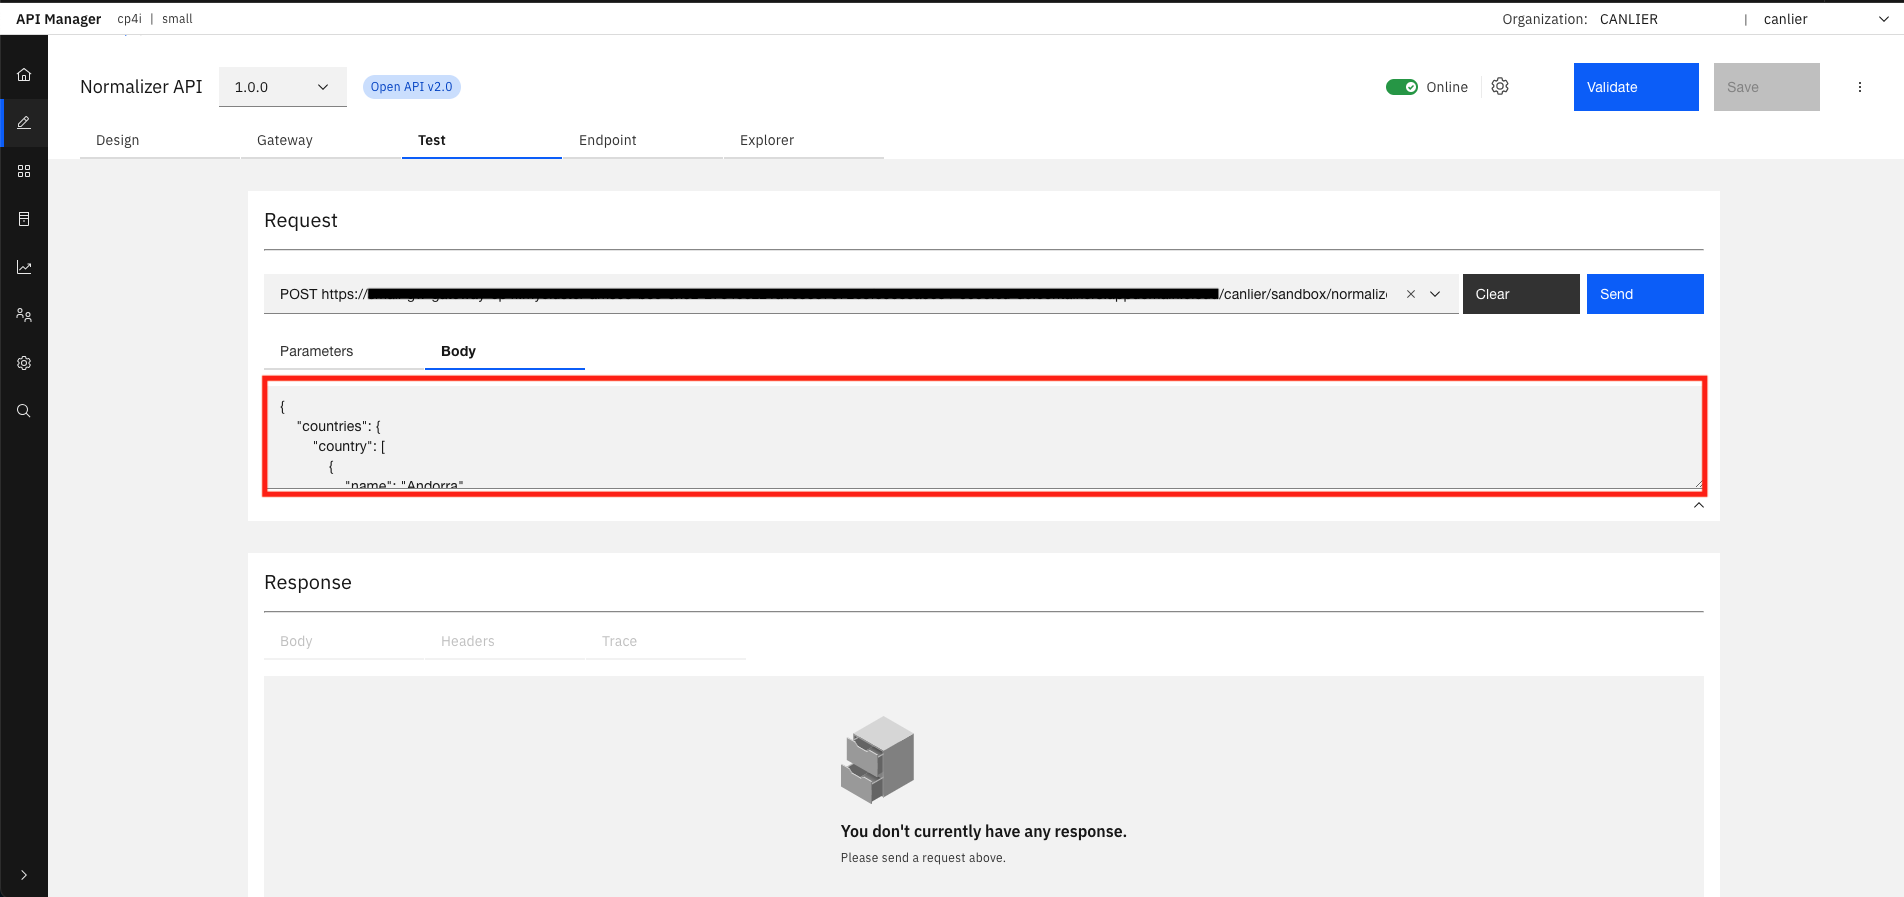 API Manager cp4i | small Organization: CANLIER | canlier
Normalizer API 1.0.0 Open API v2.0 Online Validate Save
Design Gateway Test Endpoint Explorer
Request
POST https:// /canlier/sandbox/normaliz Clear Send
Parameters Body
{
"countries": {
"country": [
{
"name": "Andorra"
Response
Body Headers Trace
You don't currently have any response.
Please send a request above.